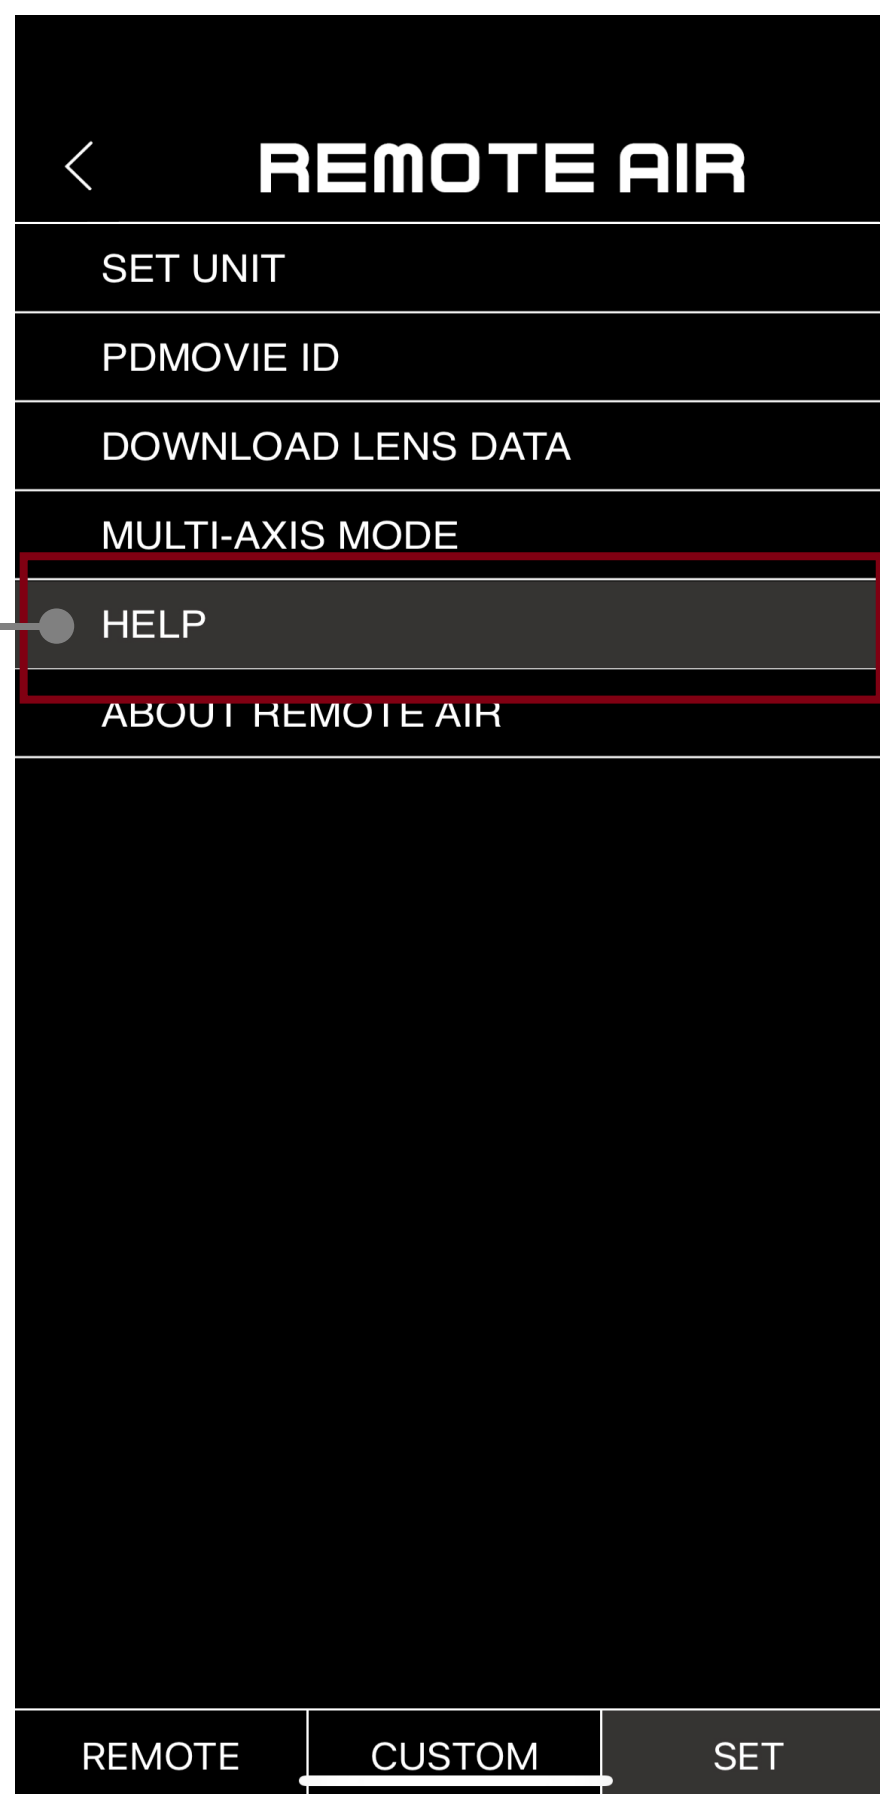 REMOTE AIR
SET UNIT
PDMOVIE ID
DOWNLOAD LENS DATA
MULTI-AXIS MODE
HELP
ABOUT REMOTE AIR
REMOTE
CUSTOM
SET